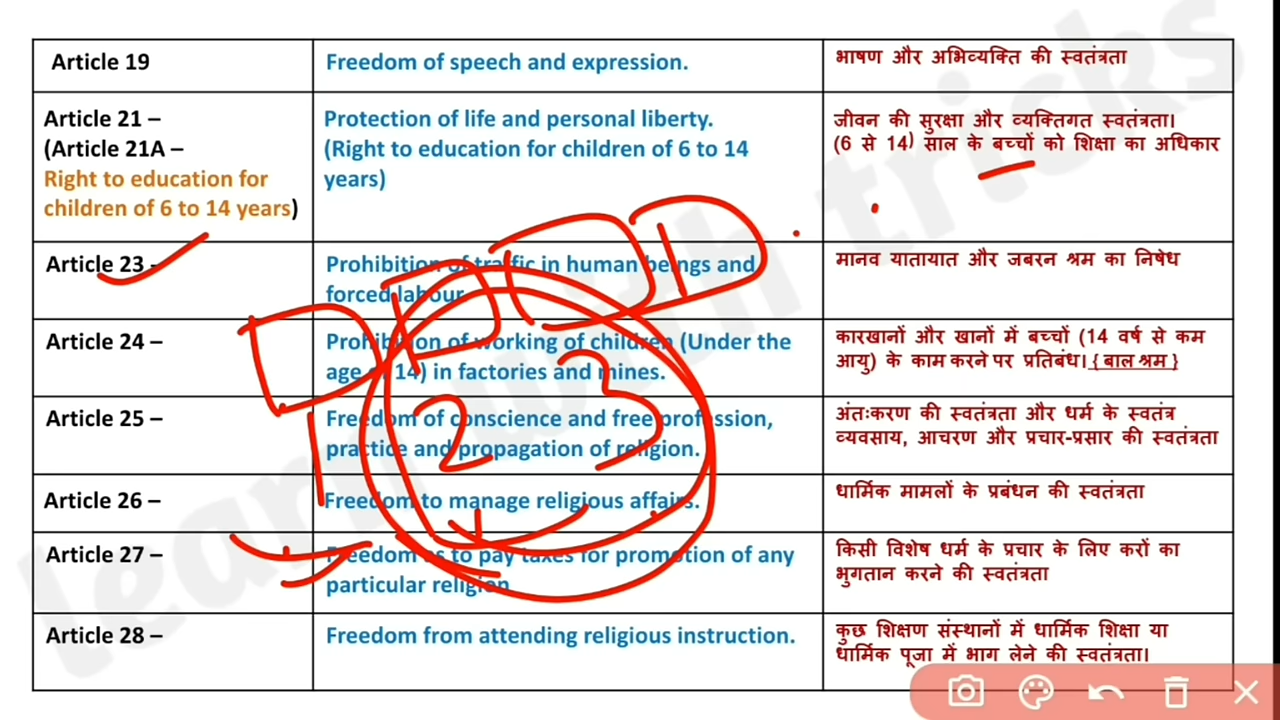 Article 19
Freedom of speech and expression.
भाषण और अभिव्यक्ति की स्वतंत्रता
Article 21 –
(Article 21A –
Right to education for
children of 6 to 14 years)
Protection of life and personal liberty.
(Right to education for children of 6 to 14
years)
जीवन की सुरक्षा और व्यक्तिगत स्वतंत्रता।
(6 से 14) साल के बच्चों को शिक्षा का अधिकार
Article 23 –
Prohibition of traffic in human beings and
forced labour
मानव यातायात और जबरन श्रम का निषेध
Article 24 –
Prohibition of working of children (Under the
age of 14) in factories and mines.
कारखानों और खानों में बच्चों (14 वर्ष से कम
आयु) के काम करने पर प्रतिबंध। { बाल श्रम }
Article 25 –
Freedom of conscience and free profession,
practice and propagation of religion.
अंतःकरण की स्वतंत्रता और धर्म के स्वतंत्र
व्यवसाय, आचरण और प्रचार-प्रसार की स्वतंत्रता
23
Article 26 –
Freedom to manage religious affairs.
धार्मिक मामलों के प्रबंधन की स्वतंत्रता
Article 27 –
Freedom as to pay taxes for promotion of any
particular religion
किसी विशेष धर्म के प्रचार के लिए करों का
भुगतान करने की स्वतंत्रता
Article 28 –
Freedom from attending religious instruction.
कुछ शिक्षण संस्थानों में धार्मिक शिक्षा या
धार्मिक पूजा में भाग लेने की स्वतंत्रता।
learn with tricks